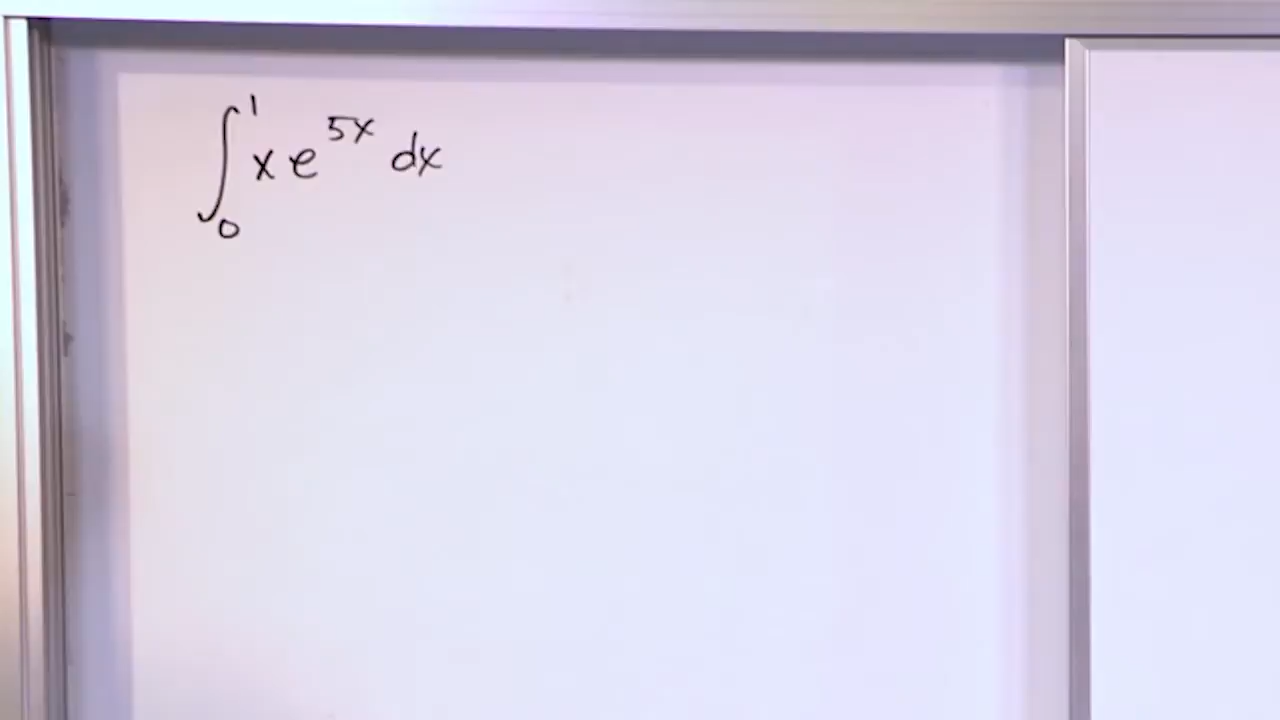 ∫₀¹ x e^{5x} dx